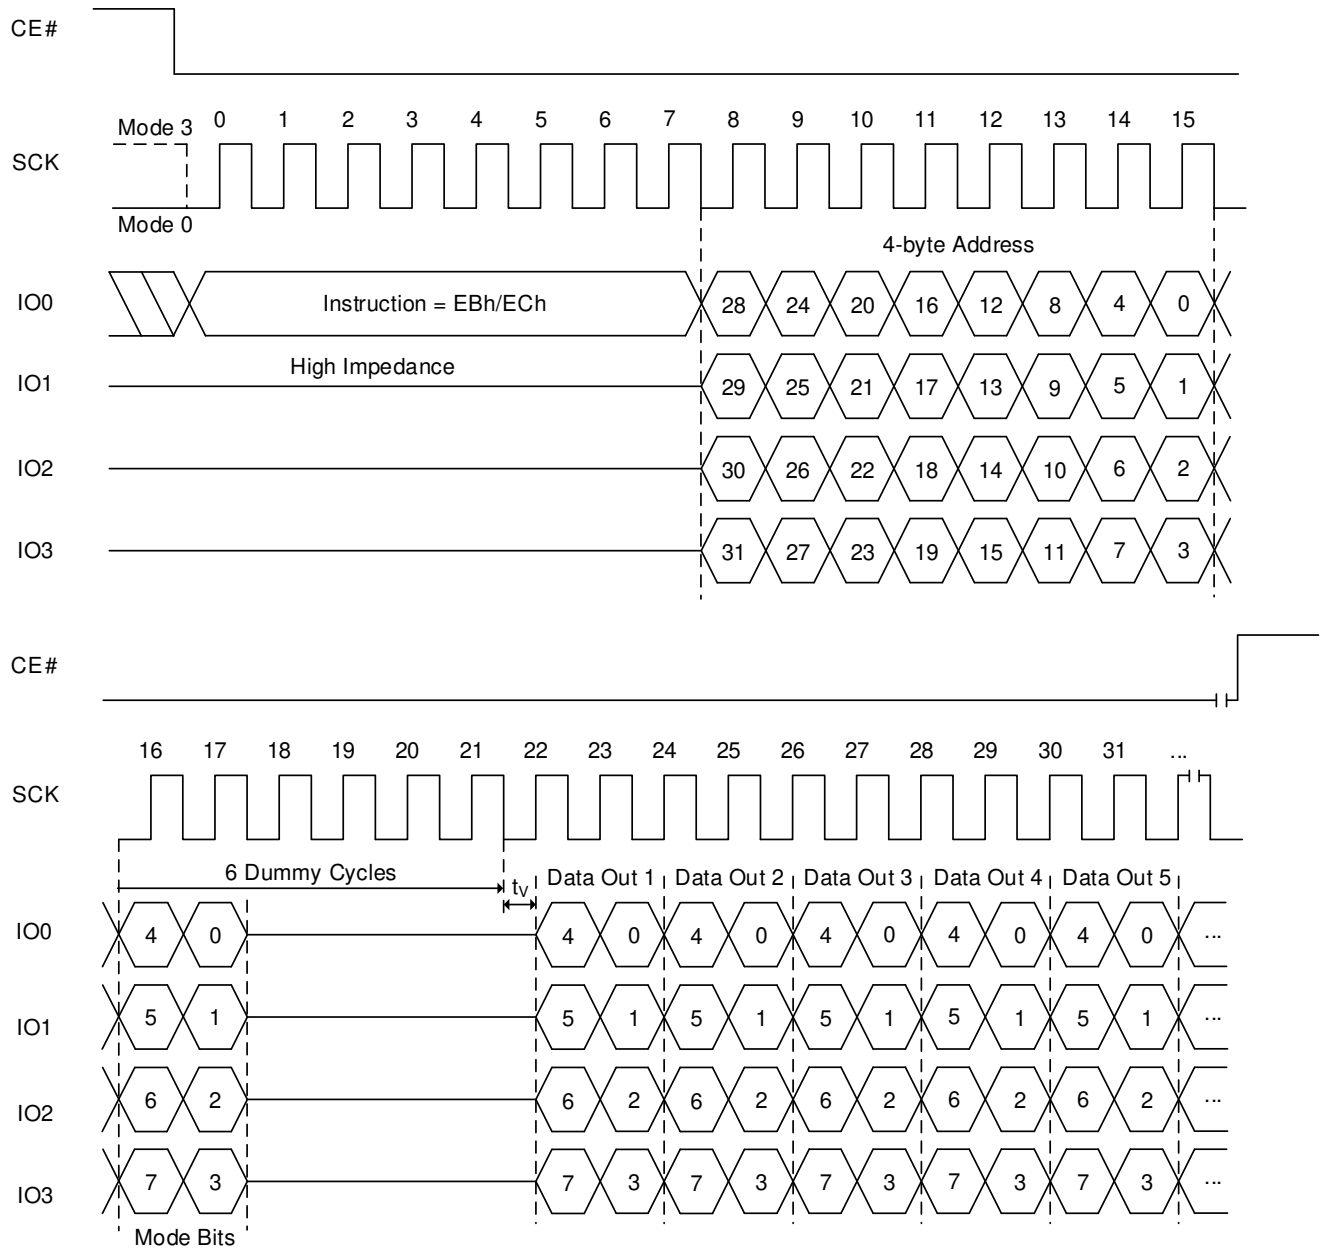 CE#
Mode 3 0 1 2 3 4 5 6 7 8 9 10 11 12 13 14 15
SCK
Mode 0
4-byte Address
IO0 Instruction = EBh/ECh 28 24 20 16 12 8 4 0
High Impedance
IO1 29 25 21 17 13 9 5 1
IO2 30 26 22 18 14 10 6 2
IO3 31 27 23 19 15 11 7 3
CE#
16 17 18 19 20 21 22 23 24 25 26 27 28 29 30 31 ...
SCK
6 Dummy Cycles tV Data Out 1 Data Out 2 Data Out 3 Data Out 4 Data Out 5
IO0 4 0 4 0 4 0 4 0 4 0 4 0 ...
IO1 5 1 5 1 5 1 5 1 5 1 5 1 ...
IO2 6 2 6 2 6 2 6 2 6 2 6 2 ...
IO3 7 3 7 3 7 3 7 3 7 3 7 3 ...
Mode Bits